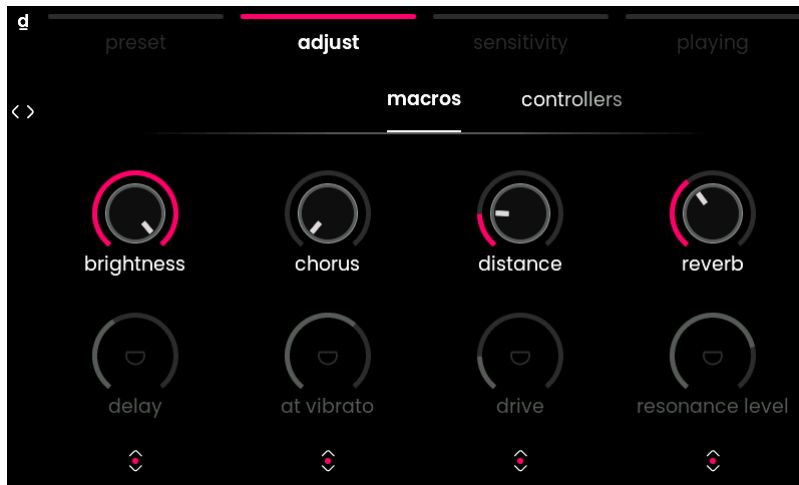 d
preset adjust sensitivity playing
macros controllers
brightness chorus distance reverb
delay at vibrato drive resonance level